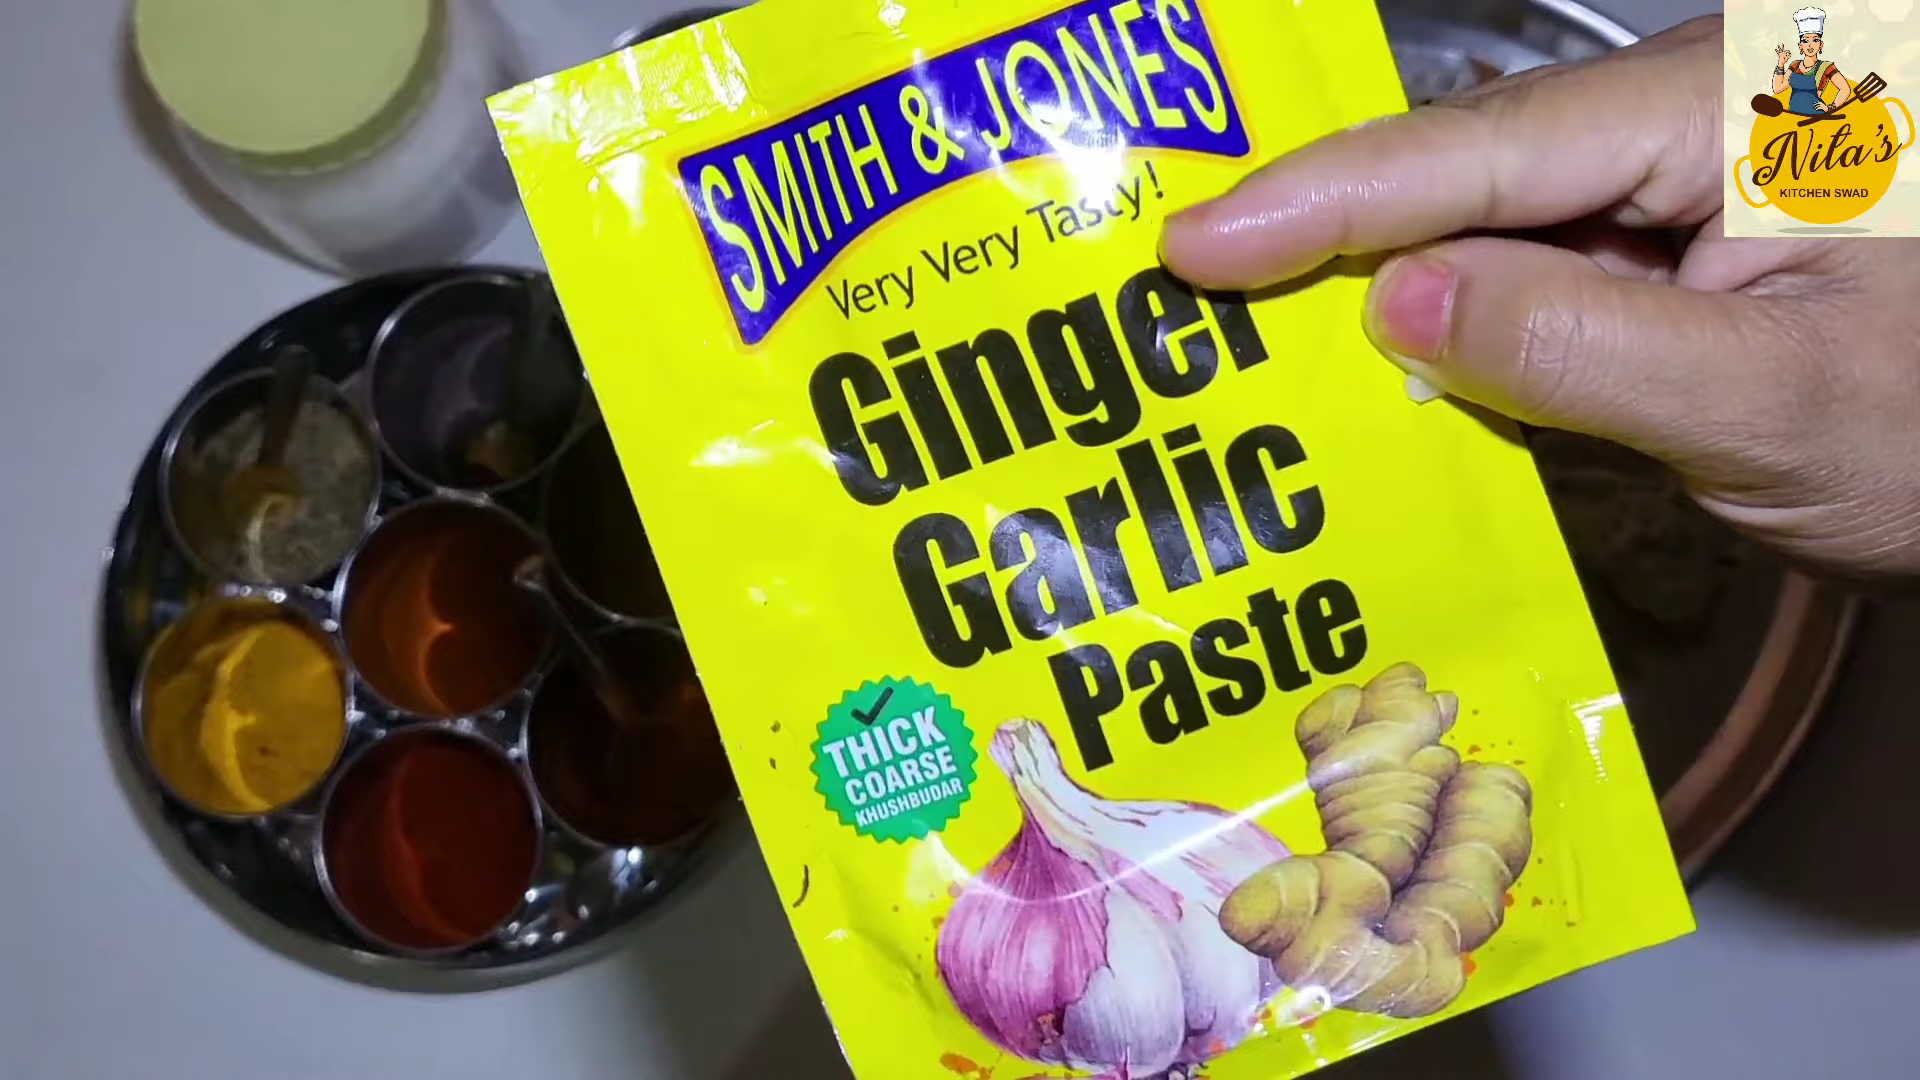 SMITH & JONES
Very Very Tasty!
Ginger
Garlic
Paste
THICK
COARSE
KHUSHBUDAR
Nita's
KITCHEN SWAD